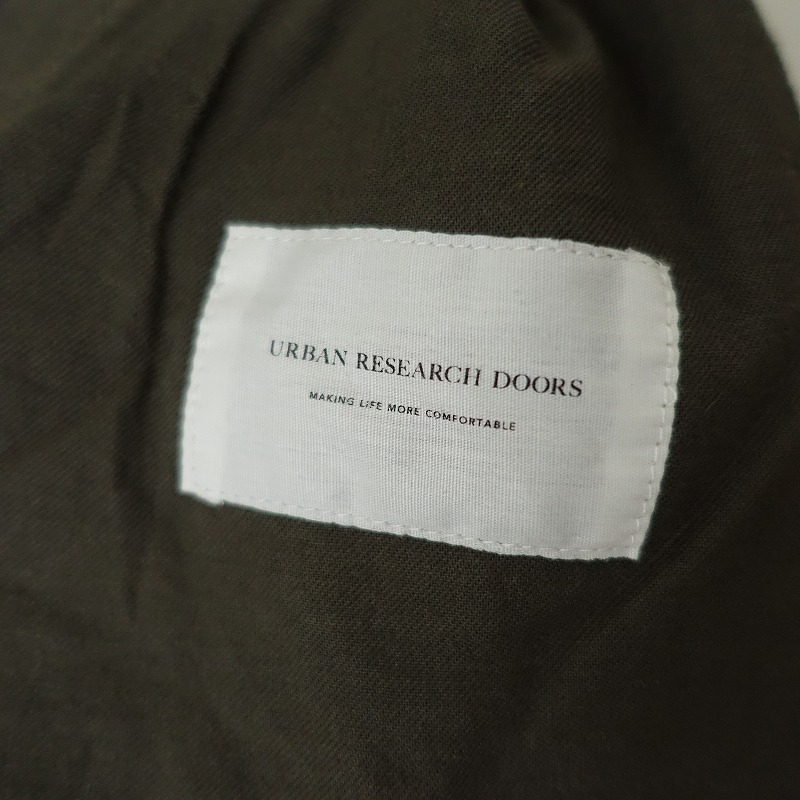 URBAN RESEARCH DOORS
MAKING LIFE MORE COMFORTABLE